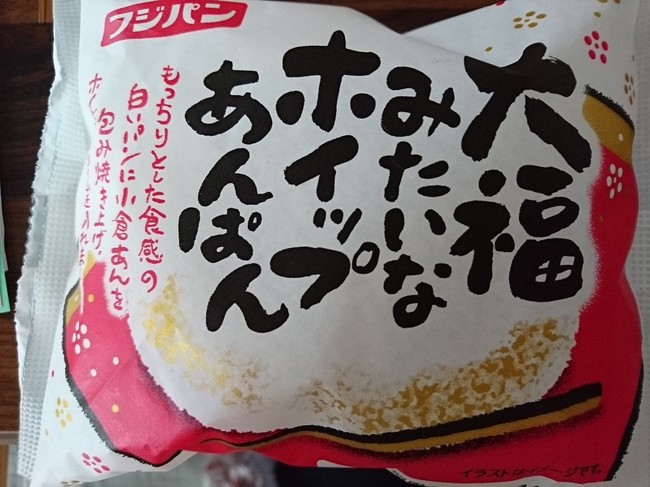 フジパン
大福
みたいな
ホイップ
あんぱん
もっちりとした食感の
白いパンに小倉あんを
包み焼き上げ、
イラストはイメージです。